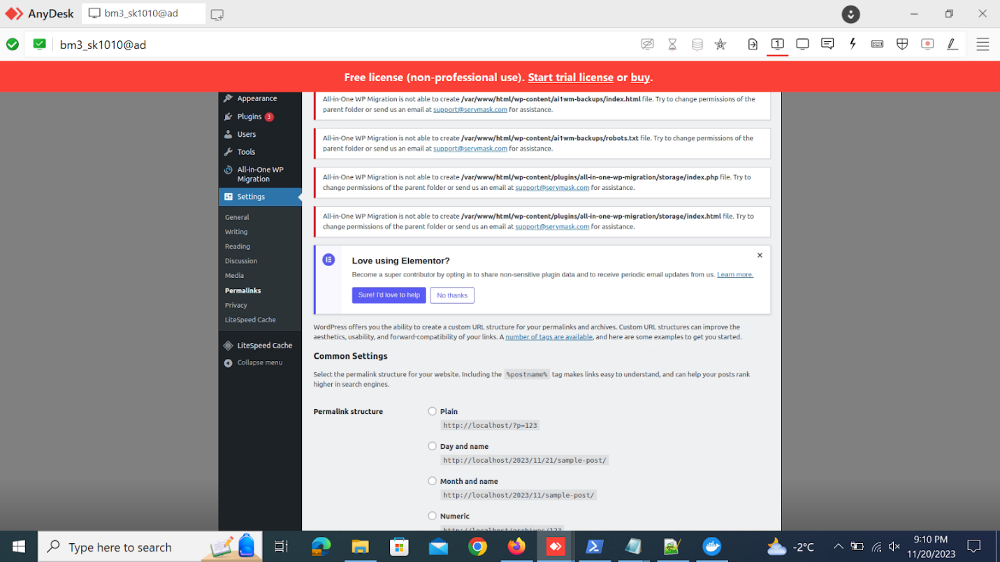 AnyDesk
bm3_sk1010@ad
bm3_sk1010@ad
1
Free license (non-professional use). Start trial license or buy.
Appearance
Plugins 3
Users
Tools
All-in-One WP
Migration
Settings
General
Writing
Reading
Discussion
Media
Permalinks
Privacy
LiteSpeed Cache
LiteSpeed Cache
Collapse menu
All-in-One WP Migration is not able to create /var/www/html/wp-content/ai1wm-backups/index.html file. Try to change permissions of the
parent folder or send us an email at support@servmask.com for assistance.
All-in-One WP Migration is not able to create /var/www/html/wp-content/ai1wm-backups/robots.txt file. Try to change permissions of the
parent folder or send us an email at support@servmask.com for assistance.
All-in-One WP Migration is not able to create /var/www/html/wp-content/plugins/all-in-one-wp-migration/storage/index.php file. Try to
change permissions of the parent folder or send us an email at support@servmask.com for assistance.
All-in-One WP Migration is not able to create /var/www/html/wp-content/plugins/all-in-one-wp-migration/storage/index.html file. Try to
change permissions of the parent folder or send us an email at support@servmask.com for assistance.
Love using Elementor?
Become a super contributor by opting in to share non-sensitive plugin data and to receive periodic email updates from us. Learn more.
Sure! I'd love to help
No thanks
WordPress offers you the ability to create a custom URL structure for your permalinks and archives. Custom URL structures can improve the
aesthetics, usability, and forward-compatibility of your links. A number of tags are available, and here are some examples to get you started.
Common Settings
Select the permalink structure for your website. Including the %postname% tag makes links easy to understand, and can help your posts rank
higher in search engines.
Permalink structure
Plain
http://localhost/?p=123
Day and name
http://localhost/2023/11/21/sample-post/
Month and name
http://localhost/2023/11/sample-post/
Numeric
http://localhost/archives/123
Type here to search
-2°C
9:10 PM
11/20/2023